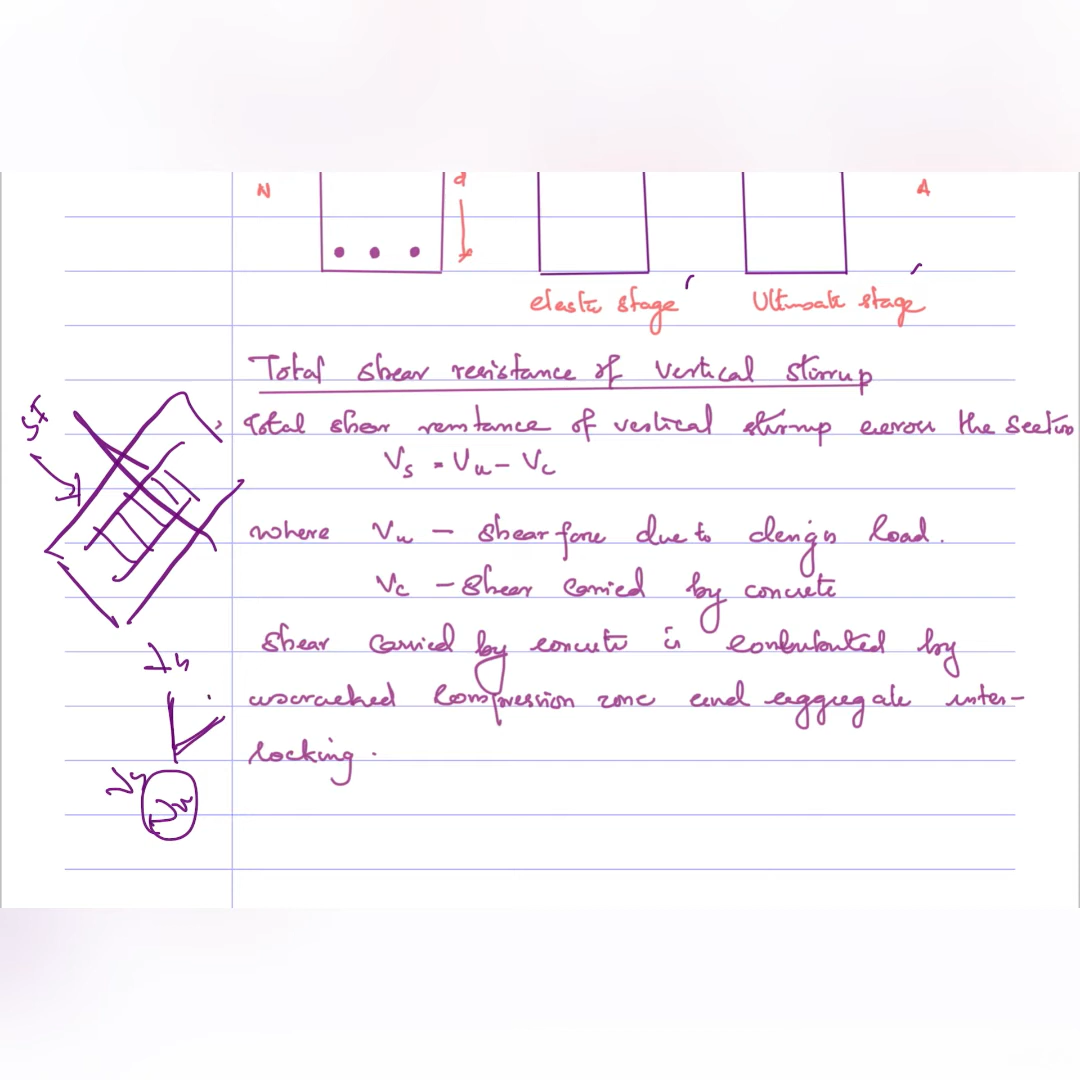 N d A
elastic stage Ultimate stage
Total shear resistance of vertical stirrup
Total shear resistance of vertical stirrup across the section
Vs = Vu - Vc
where Vu - shear force due to design load.
Vc - Shear carried by concrete
Shear carried by concrete is contributed by
uncracked compression zone and aggregate inter-
locking.